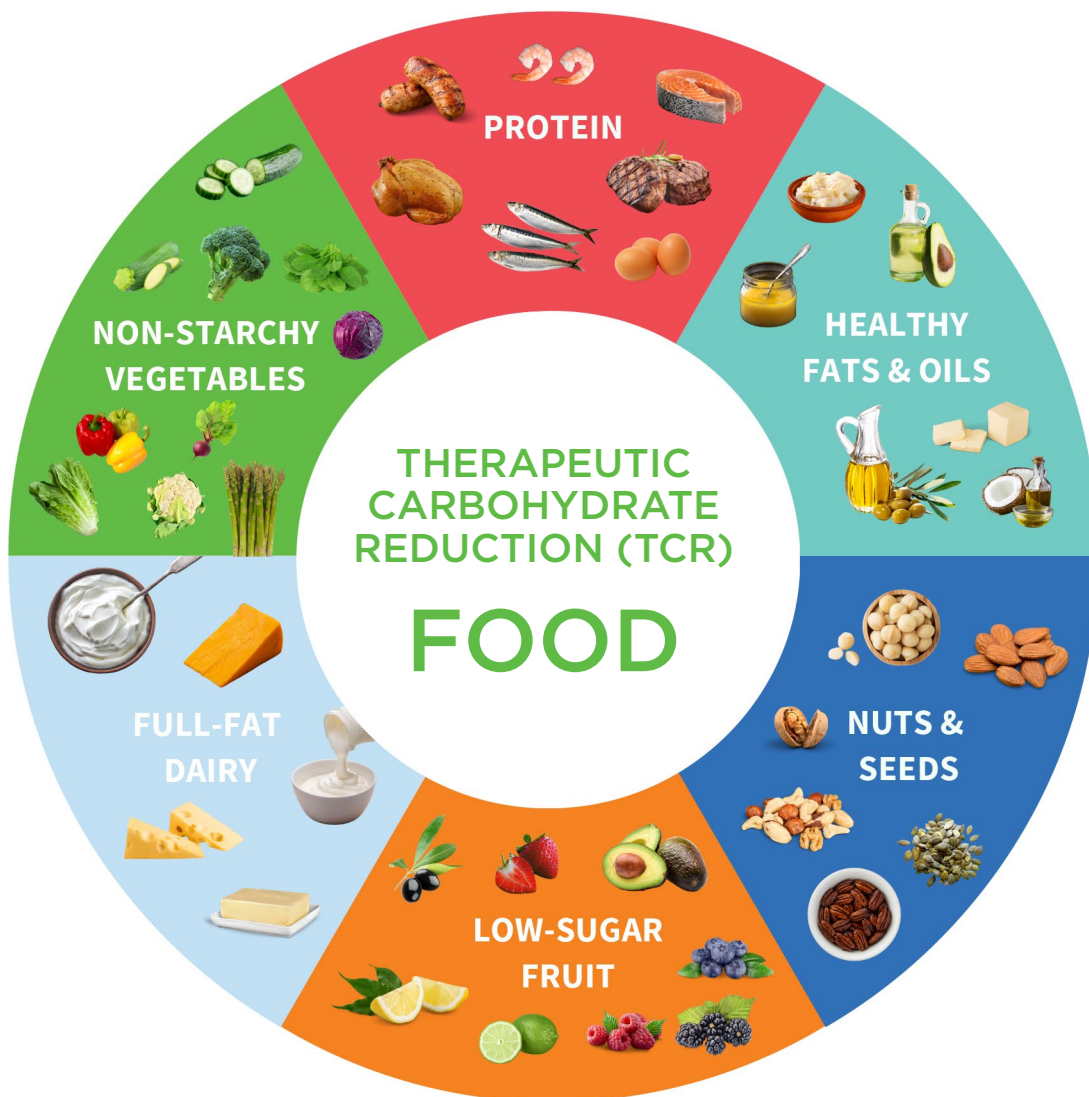 PROTEIN
HEALTHY
FATS & OILS
NUTS &
SEEDS
LOW-SUGAR
FRUIT
FULL-FAT
DAIRY
NON-STARCHY
VEGETABLES
THERAPEUTIC
CARBOHYDRATE
REDUCTION (TCR)
FOOD